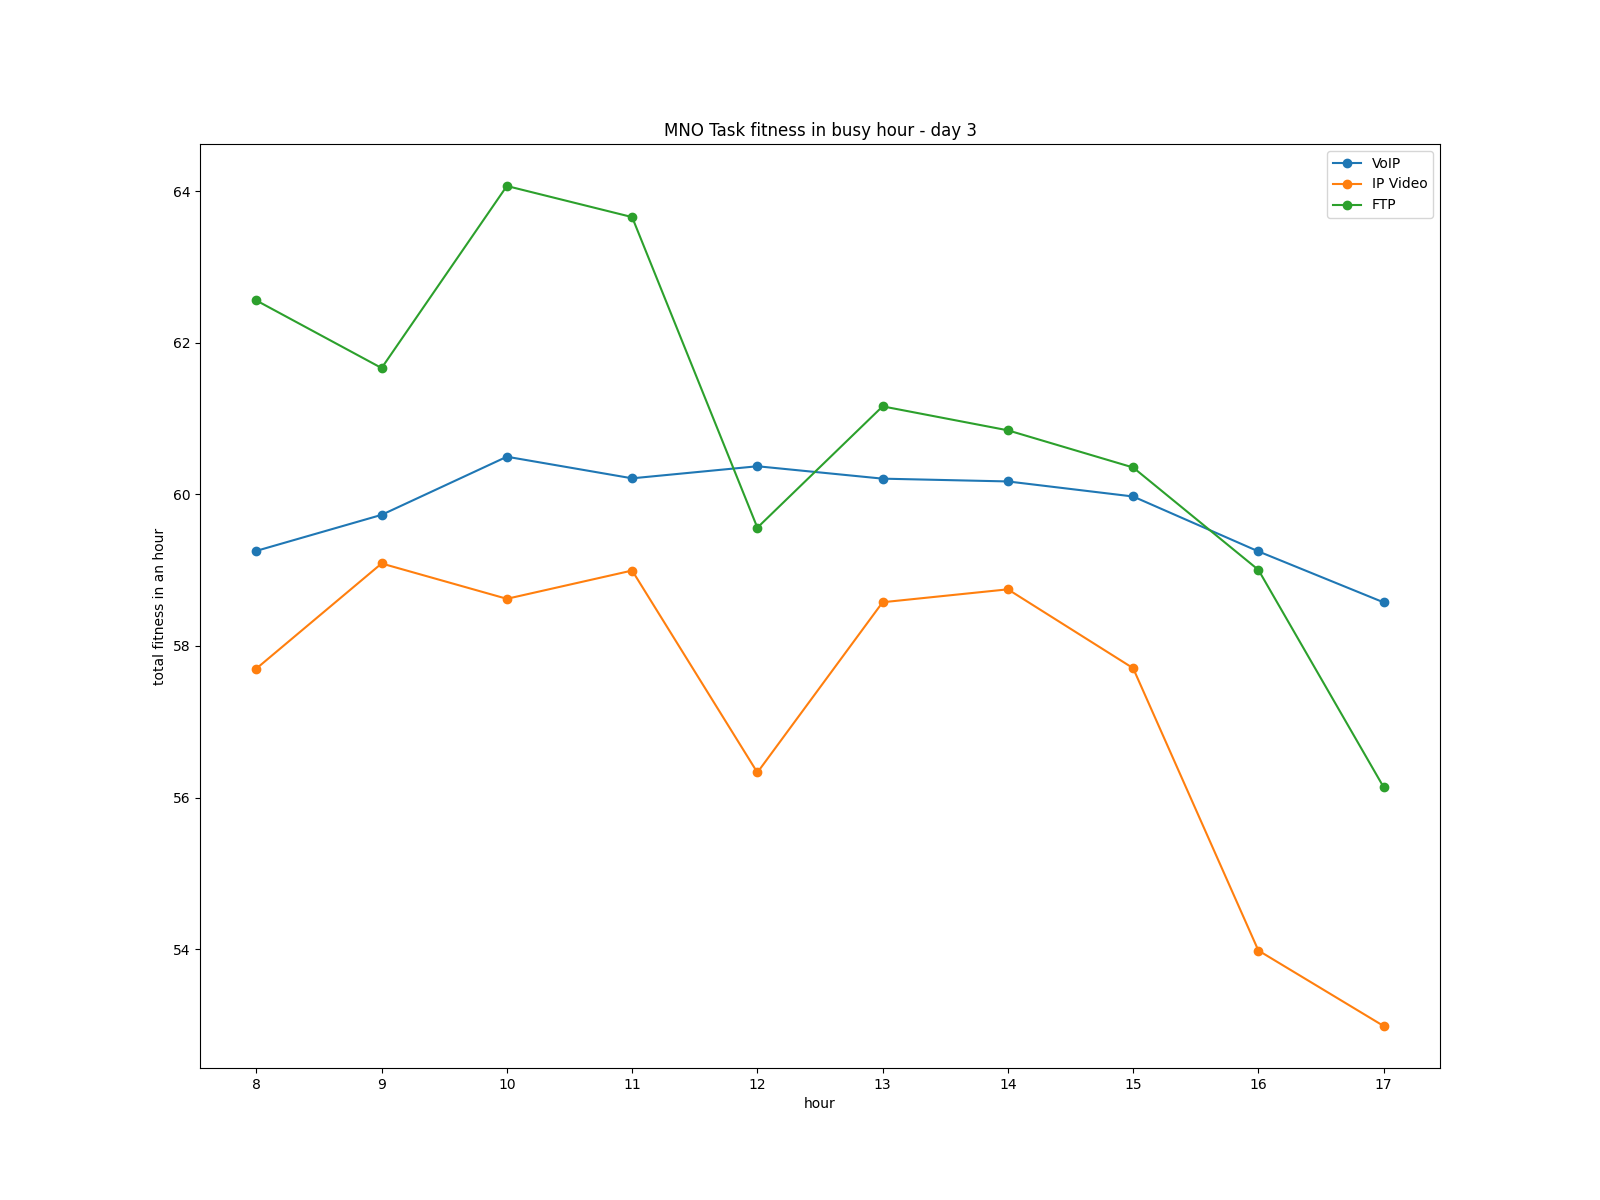 MNO Task fitness in busy hour - day 3
VoIP
IP Video
FTP
64
62
60
58
56
54
total fitness in an hour
8 9 10 11 12 13 14 15 16 17
hour